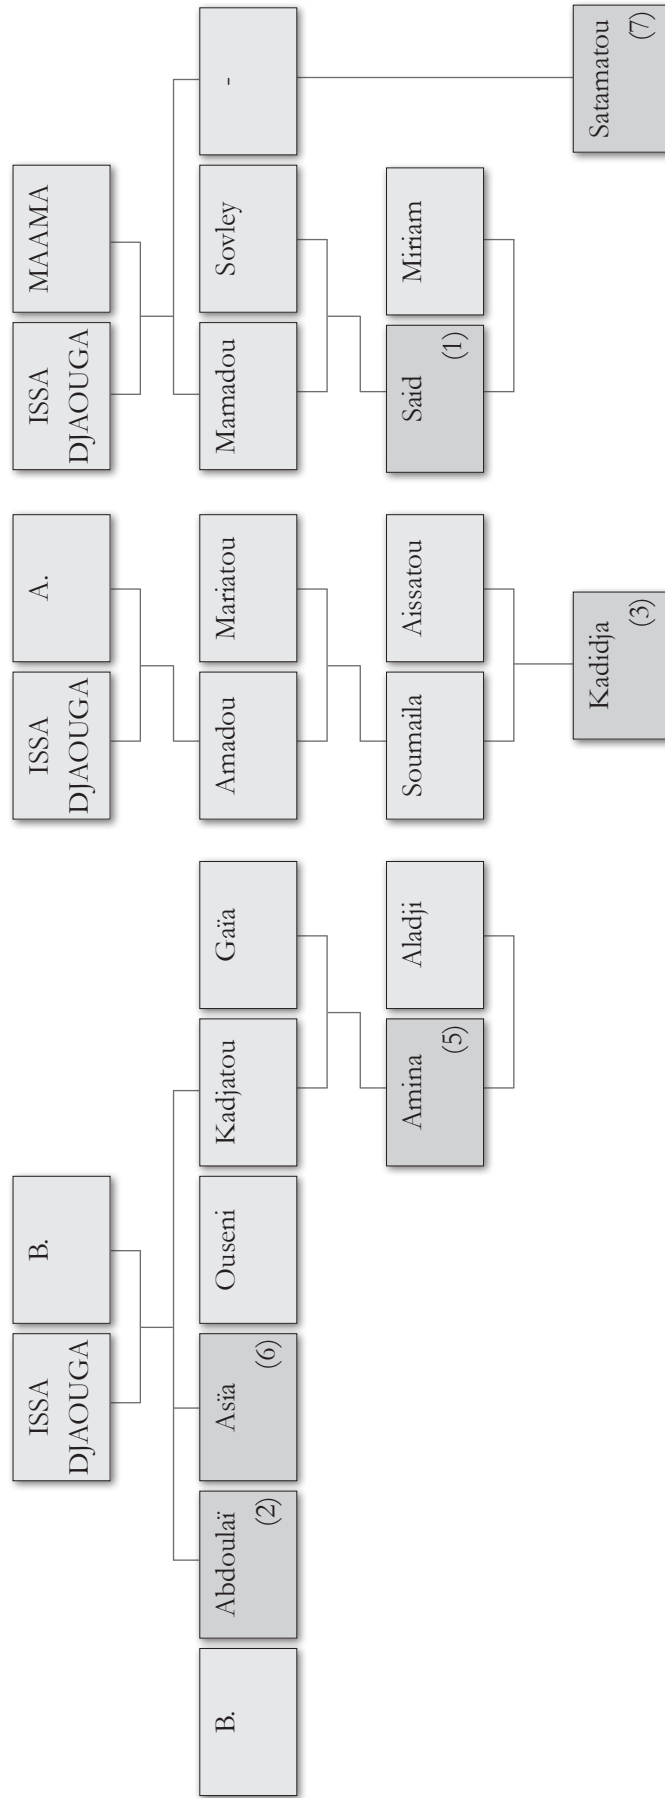 ISSA
DJAOUGA
B.
ISSA
DJAOUGA
A.
ISSA
DJAOUGA
MAAMA
B.
Abdoulaï
(2)
Asïa
(6)
Ouseni
Kadjatou
Gaïa
Amadou
Mariatou
Mamadou
Sovley
-
Amina
(5)
Aladji
Soumaila
Aissatou
Said
(1)
Miriam
Kadidja
(3)
Satamatou
(7)